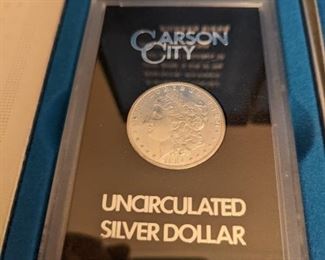 CARSON
CITY
UNCIRCULATED
SILVER DOLLAR